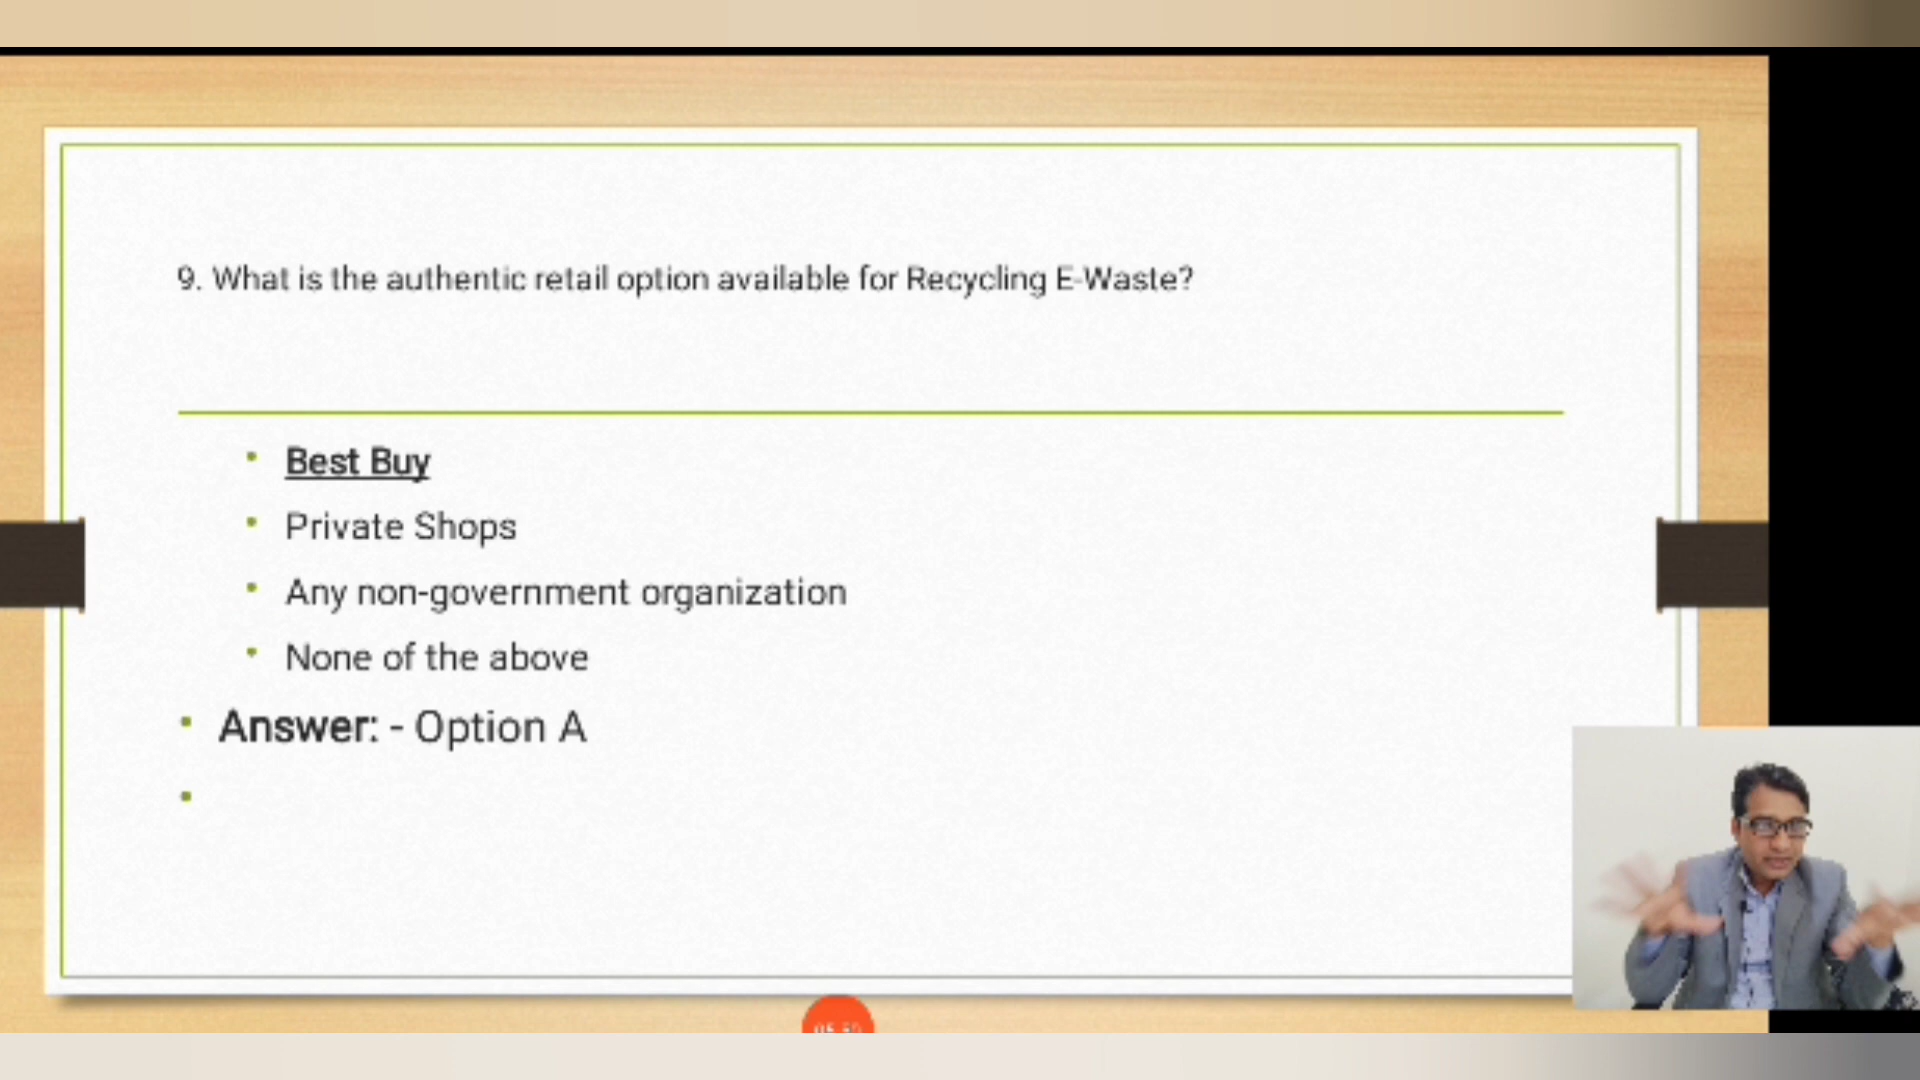 9. What is the authentic retail option available for Recycling E-Waste?
Best Buy
Private Shops
Any non-government organization
None of the above
Answer: - Option A